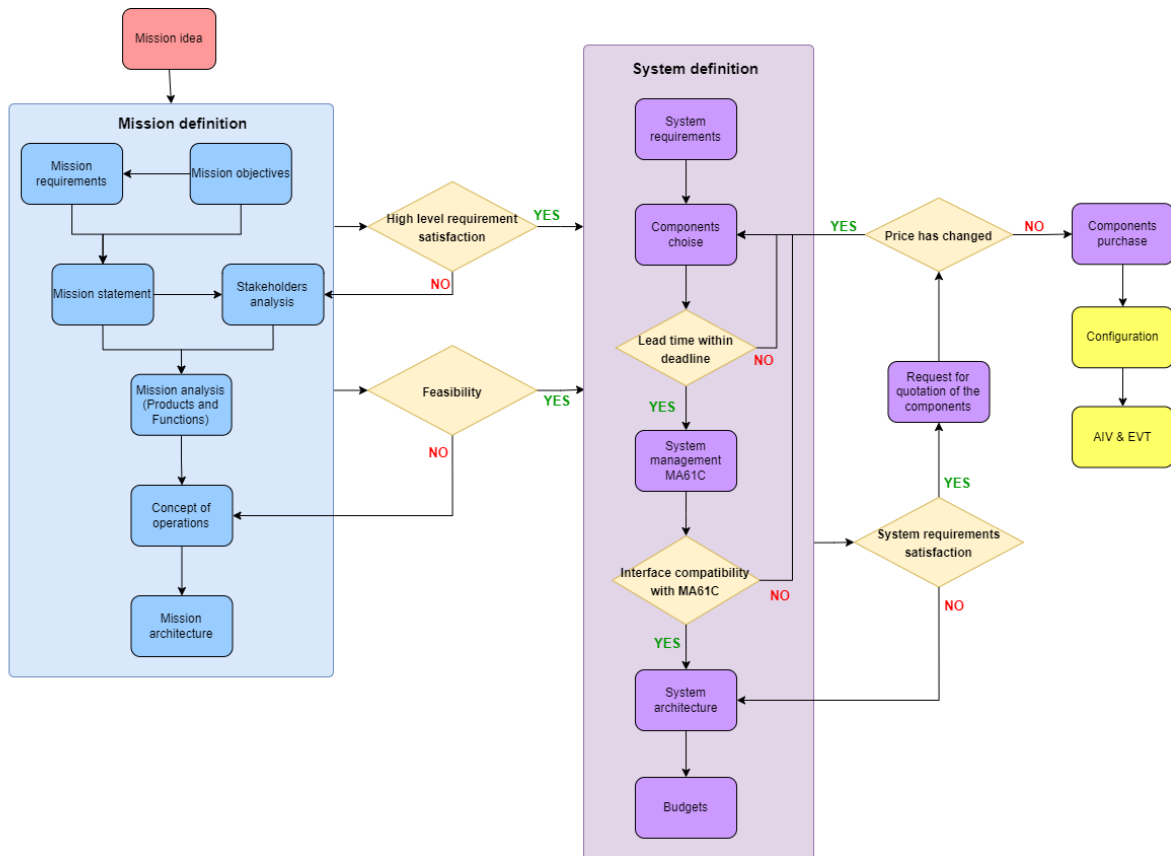 Mission idea
Mission definition
Mission
requirements
Mission objectives
Mission statement
Stakeholders
analysis
Mission analysis
(Products and
Functions)
Concept of
operations
Mission
architecture
High level requirement
satisfaction
YES
NO
Feasibility
YES
NO
System definition
System
requirements
Components
choise
Lead time within
deadline
NO
YES
System
management
MA61C
Interface compatibility
with MA61C
NO
YES
System
architecture
Budgets
System requirements
satisfaction
YES
NO
Request for
quotation of the
components
Price has changed
YES
NO
Components
purchase
Configuration
AIV & EVT